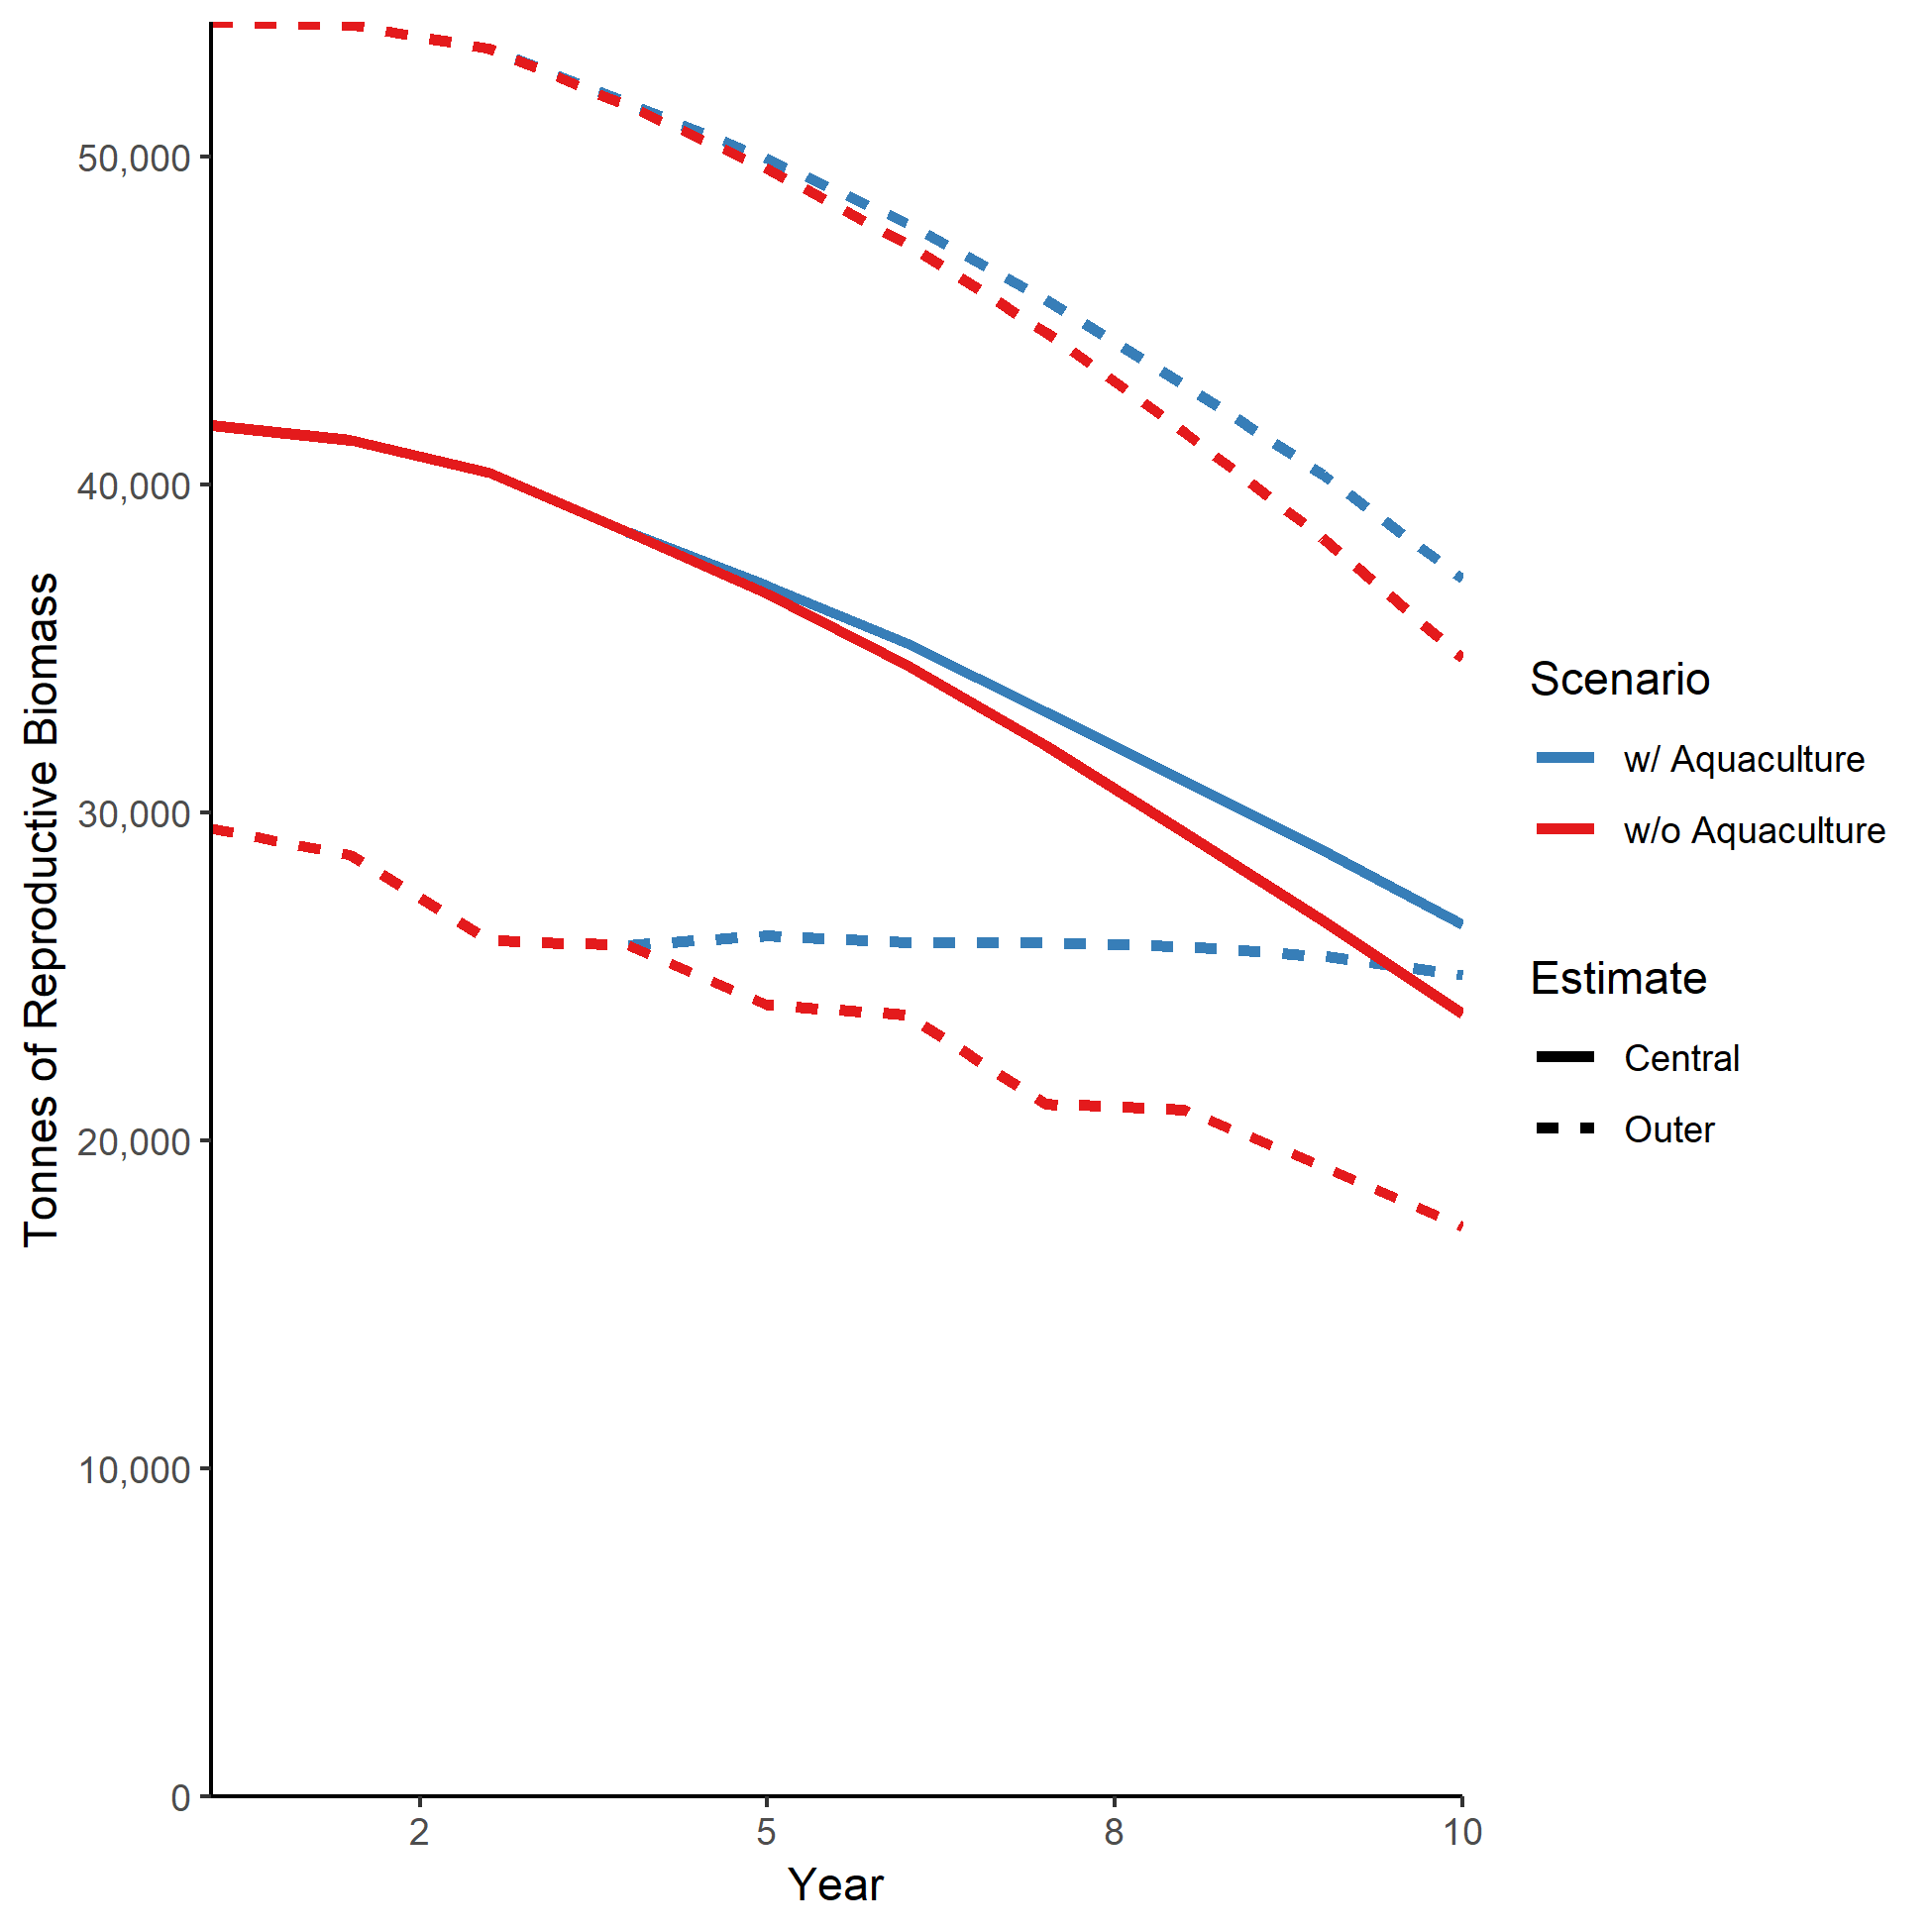 Tonnes of Reproductive Biomass
50,000
40,000
30,000
20,000
10,000
0
2
5
8
10
Year
Scenario
w/ Aquaculture
w/o Aquaculture
Estimate
Central
Outer